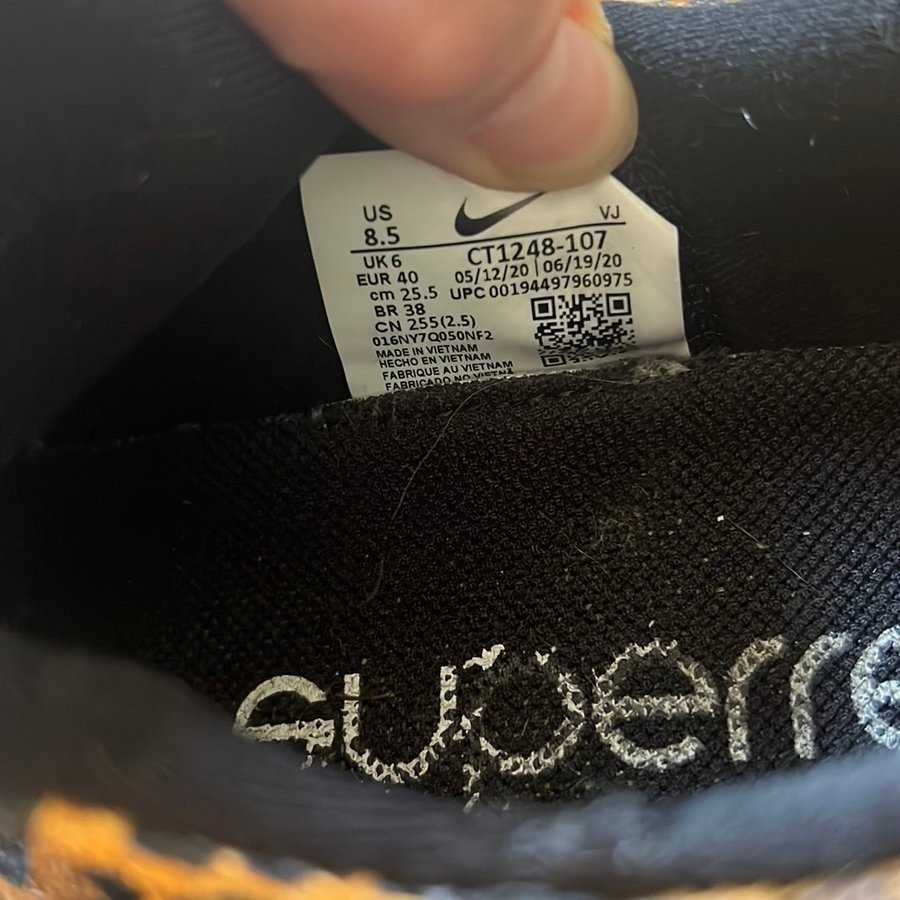 US
8.5
VJ
CT1248-107
UK 6
05/12/20 | 06/19/20
EUR 40
UPC 00194497960975
cm 25.5
BR 38
CN 255(2.5)
016NY7Q050NF2
MADE IN VIETNAM
HECHO EN VIETNAM
FABRIQUE AU VIETNAM
FABRICADO NO VIETNA
superre